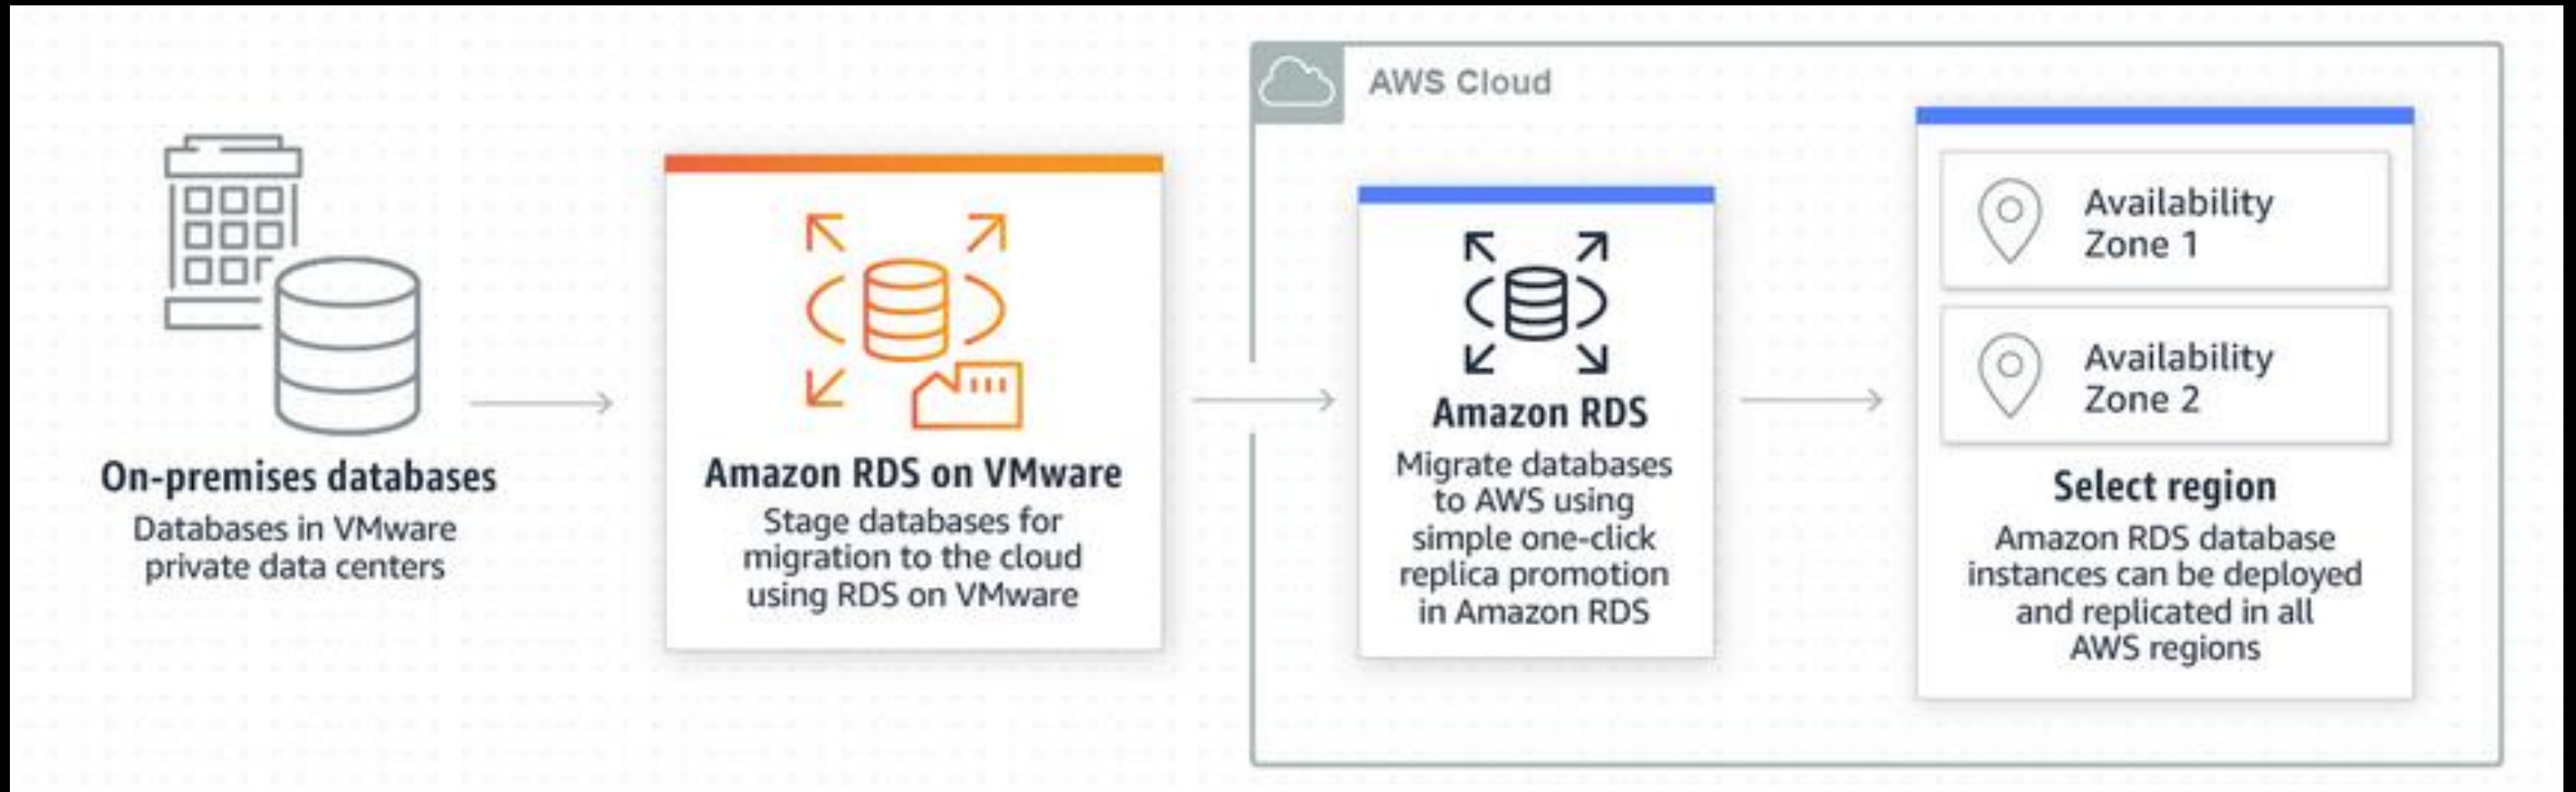 On-premises databases
Databases in VMware
private data centers
Amazon RDS on VMware
Stage databases for
migration to the cloud
using RDS on VMware
AWS Cloud
Amazon RDS
Migrate databases
to AWS using
simple one-click
replica promotion
in Amazon RDS
Availability
Zone 1
Availability
Zone 2
Select region
Amazon RDS database
instances can be deployed
and replicated in all
AWS regions